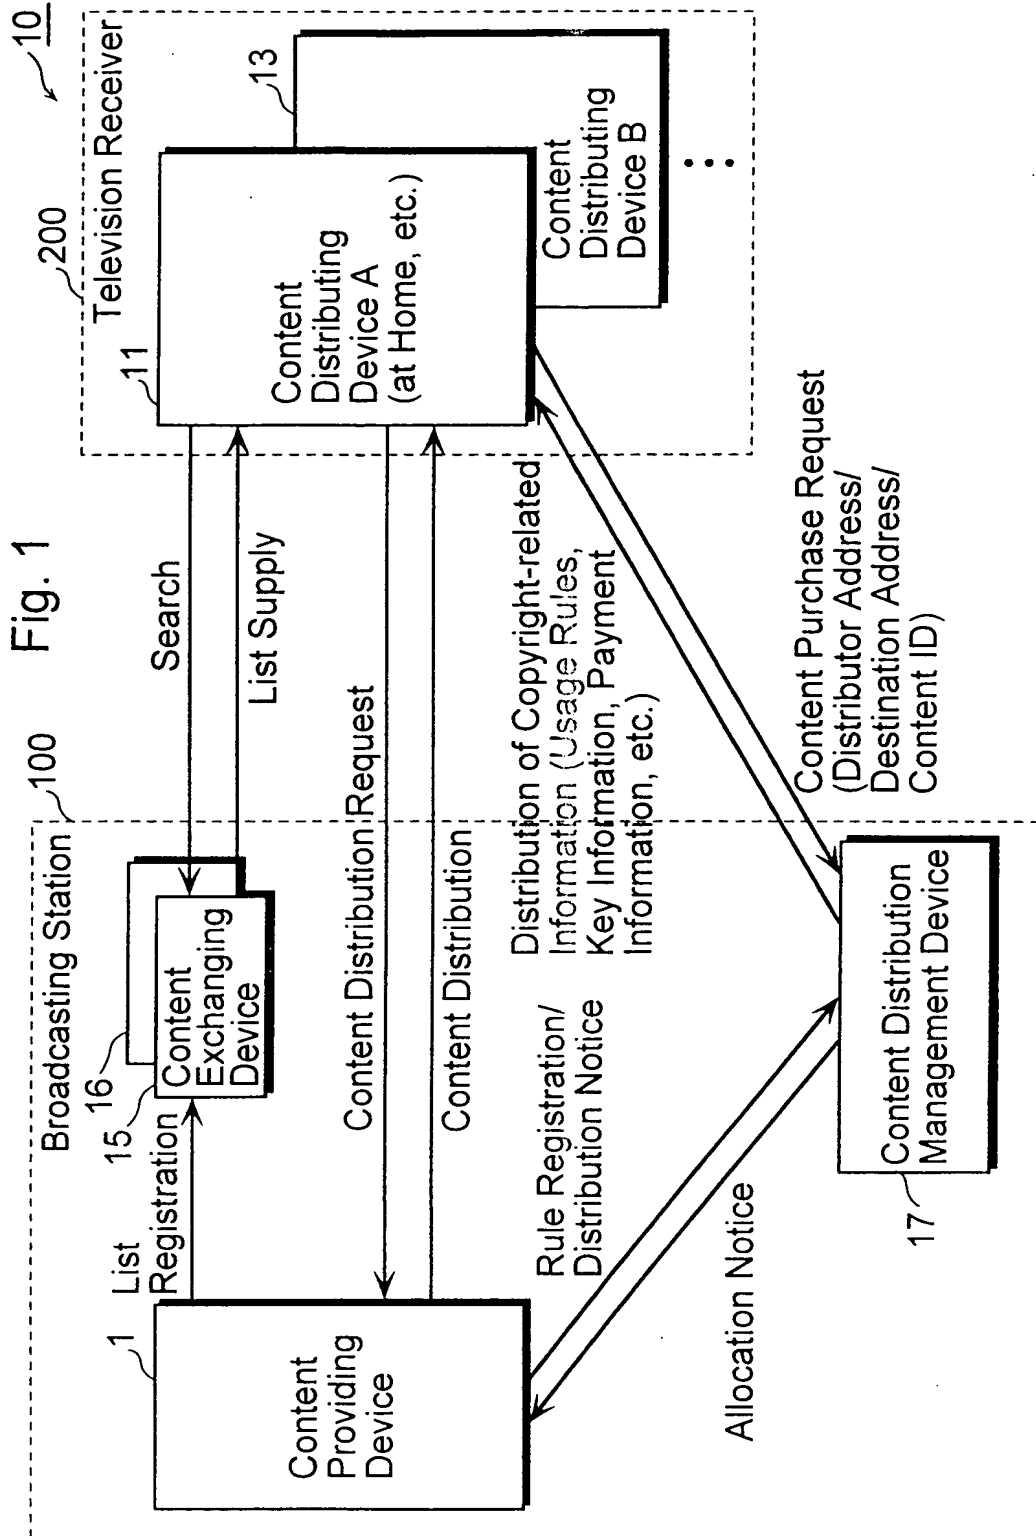 Fig. 1
10
Broadcasting Station
100
200
Television Receiver
16
15
Content
Exchanging
Device
List
Registration
Search
List Supply
1
Content
Providing
Device
11
Content
Distributing
Device A
(at Home, etc.)
13
Content
Distributing
Device B
Content Distribution Request
Content Distribution
Distribution of Copyright-related
Information (Usage Rules,
Key Information, Payment
Information, etc.)
Rule Registration/
Distribution Notice
Allocation Notice
Content Purchase Request
(Distributor Address/
Destination Address/
Content ID)
17
Content Distribution
Management Device